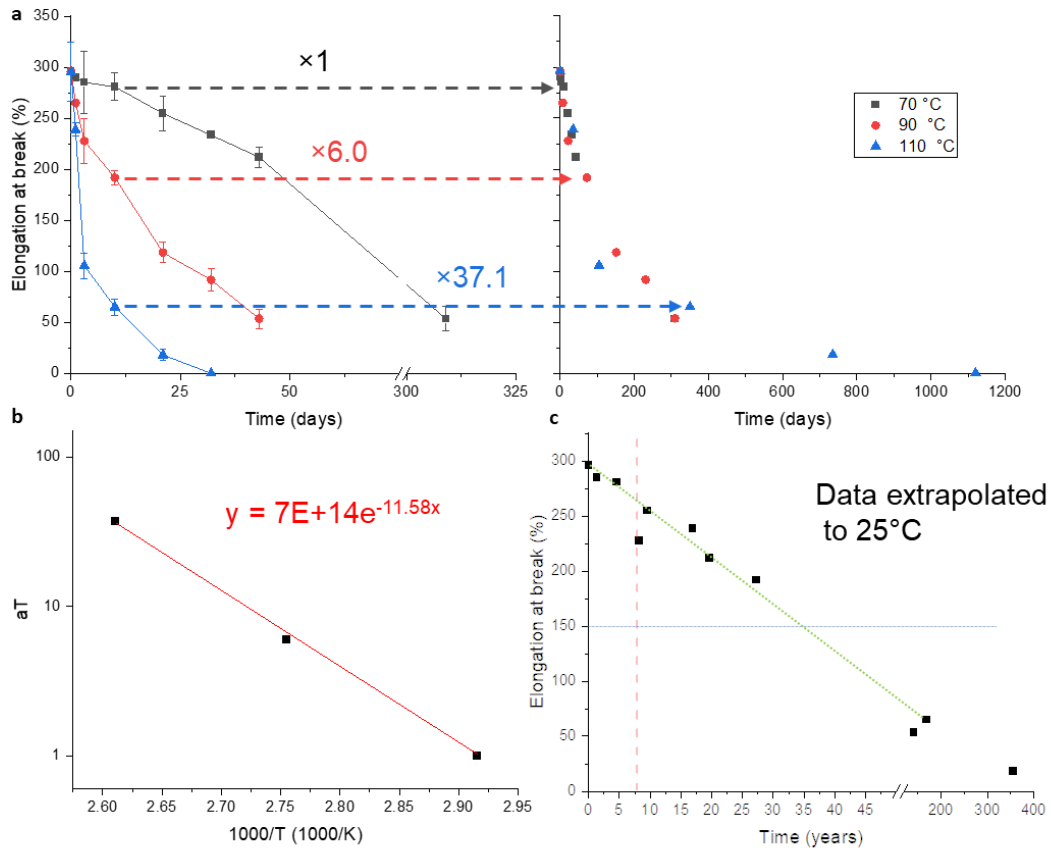 a
350
300
250
200
150
100
50
0
Elongation at break (%)
×1
×6.0
×37.1
0 25 50 300 325
Time (days)
0 200 400 600 800 1000 1200
Time (days)
70 °C
90 °C
110 °C
b
100
10
1
aT
y = 7E+14e-11.58x
2.60 2.65 2.70 2.75 2.80 2.85 2.90 2.95
1000/T (1000/K)
c
300
250
200
150
100
50
0
Elongation at break (%)
Data extrapolated
to 25°C
0 5 10 15 20 25 30 35 40 45 100 200 300 400
Time (years)